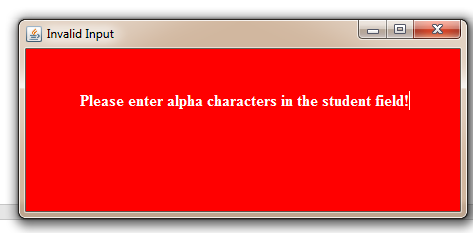 Invalid Input
Please enter alpha characters in the student field!